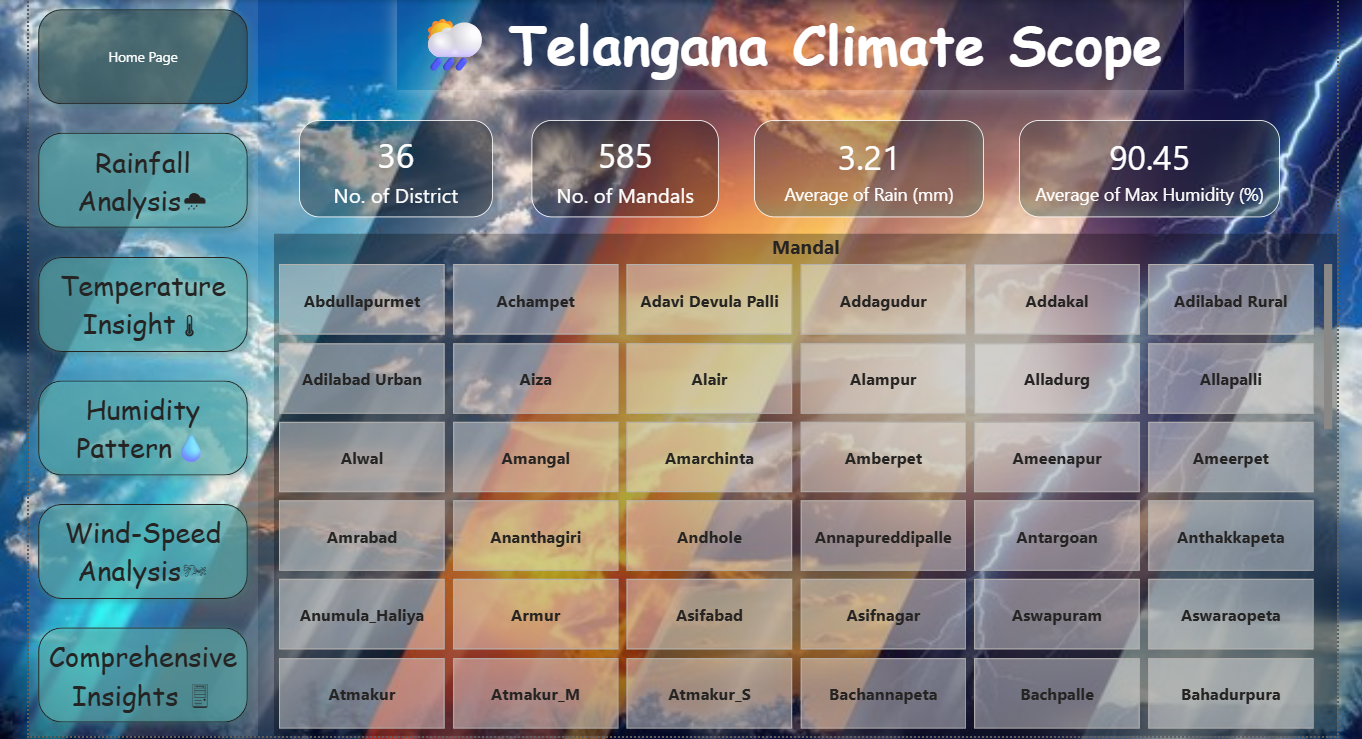 Home Page
Telangana Climate Scope
36
No. of District
585
No. of Mandals
3.21
Average of Rain (mm)
90.45
Average of Max Humidity (%)
Rainfall
Analysis
Temperature
Insight
Humidity
Pattern
Wind-Speed
Analysis
Comprehensive
Insights
Mandal
Abdullapurmet Achampet Adavi Devula Palli Addagudur Addakal Adilabad Rural
Adilabad Urban Aiza Alair Alampur Alladurg Allapalli
Alwal Amangal Amarchinta Amberpet Ameenapur Ameerpet
Amrabad Ananthagiri Andhole Annapureddipalle Antargoan Anthakkapeta
Anumula_Haliya Armur Asifabad Asifnagar Aswapuram Aswaraopeta
Atmakur Atmakur_M Atmakur_S Bachannapeta Bachpalle Bahadurpura